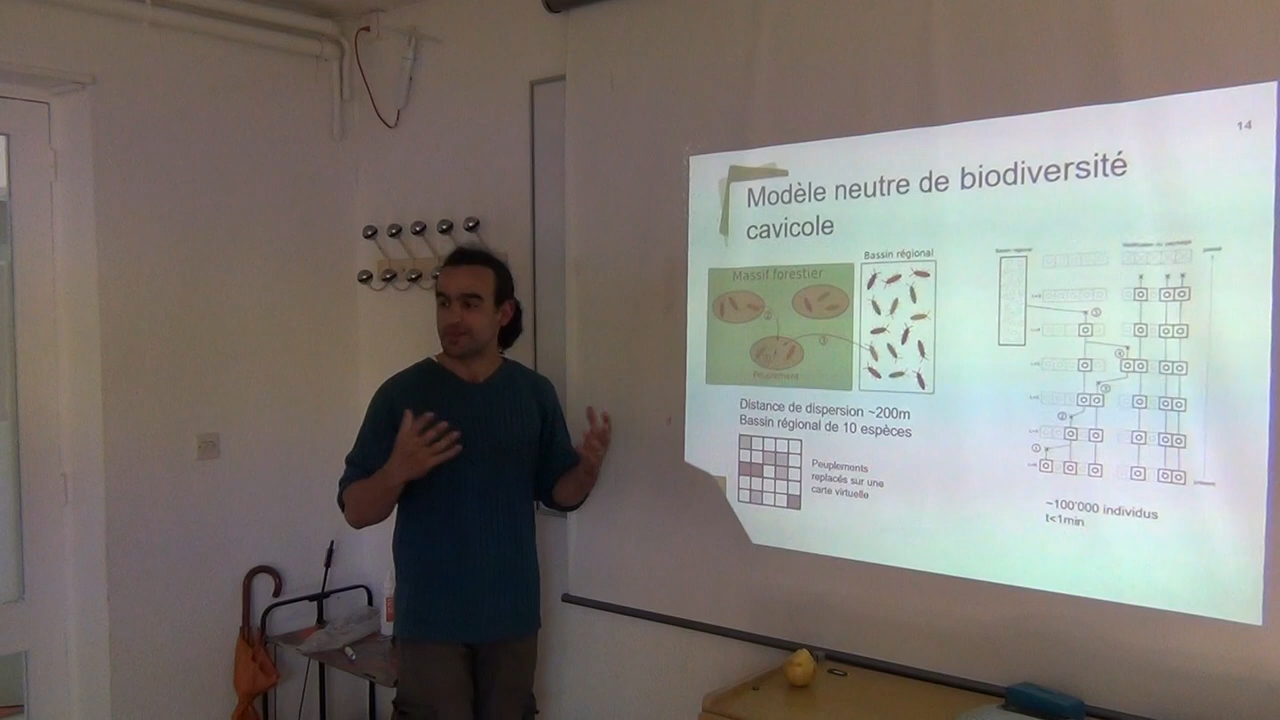 14
Modèle neutre de biodiversité
cavicole
Massif forestier
Peuplement
Bassin régional
Distance de dispersion ~200m
Bassin régional de 10 espèces
Peuplements
replacés sur une
carte virtuelle
~100'000 individus
t<1min